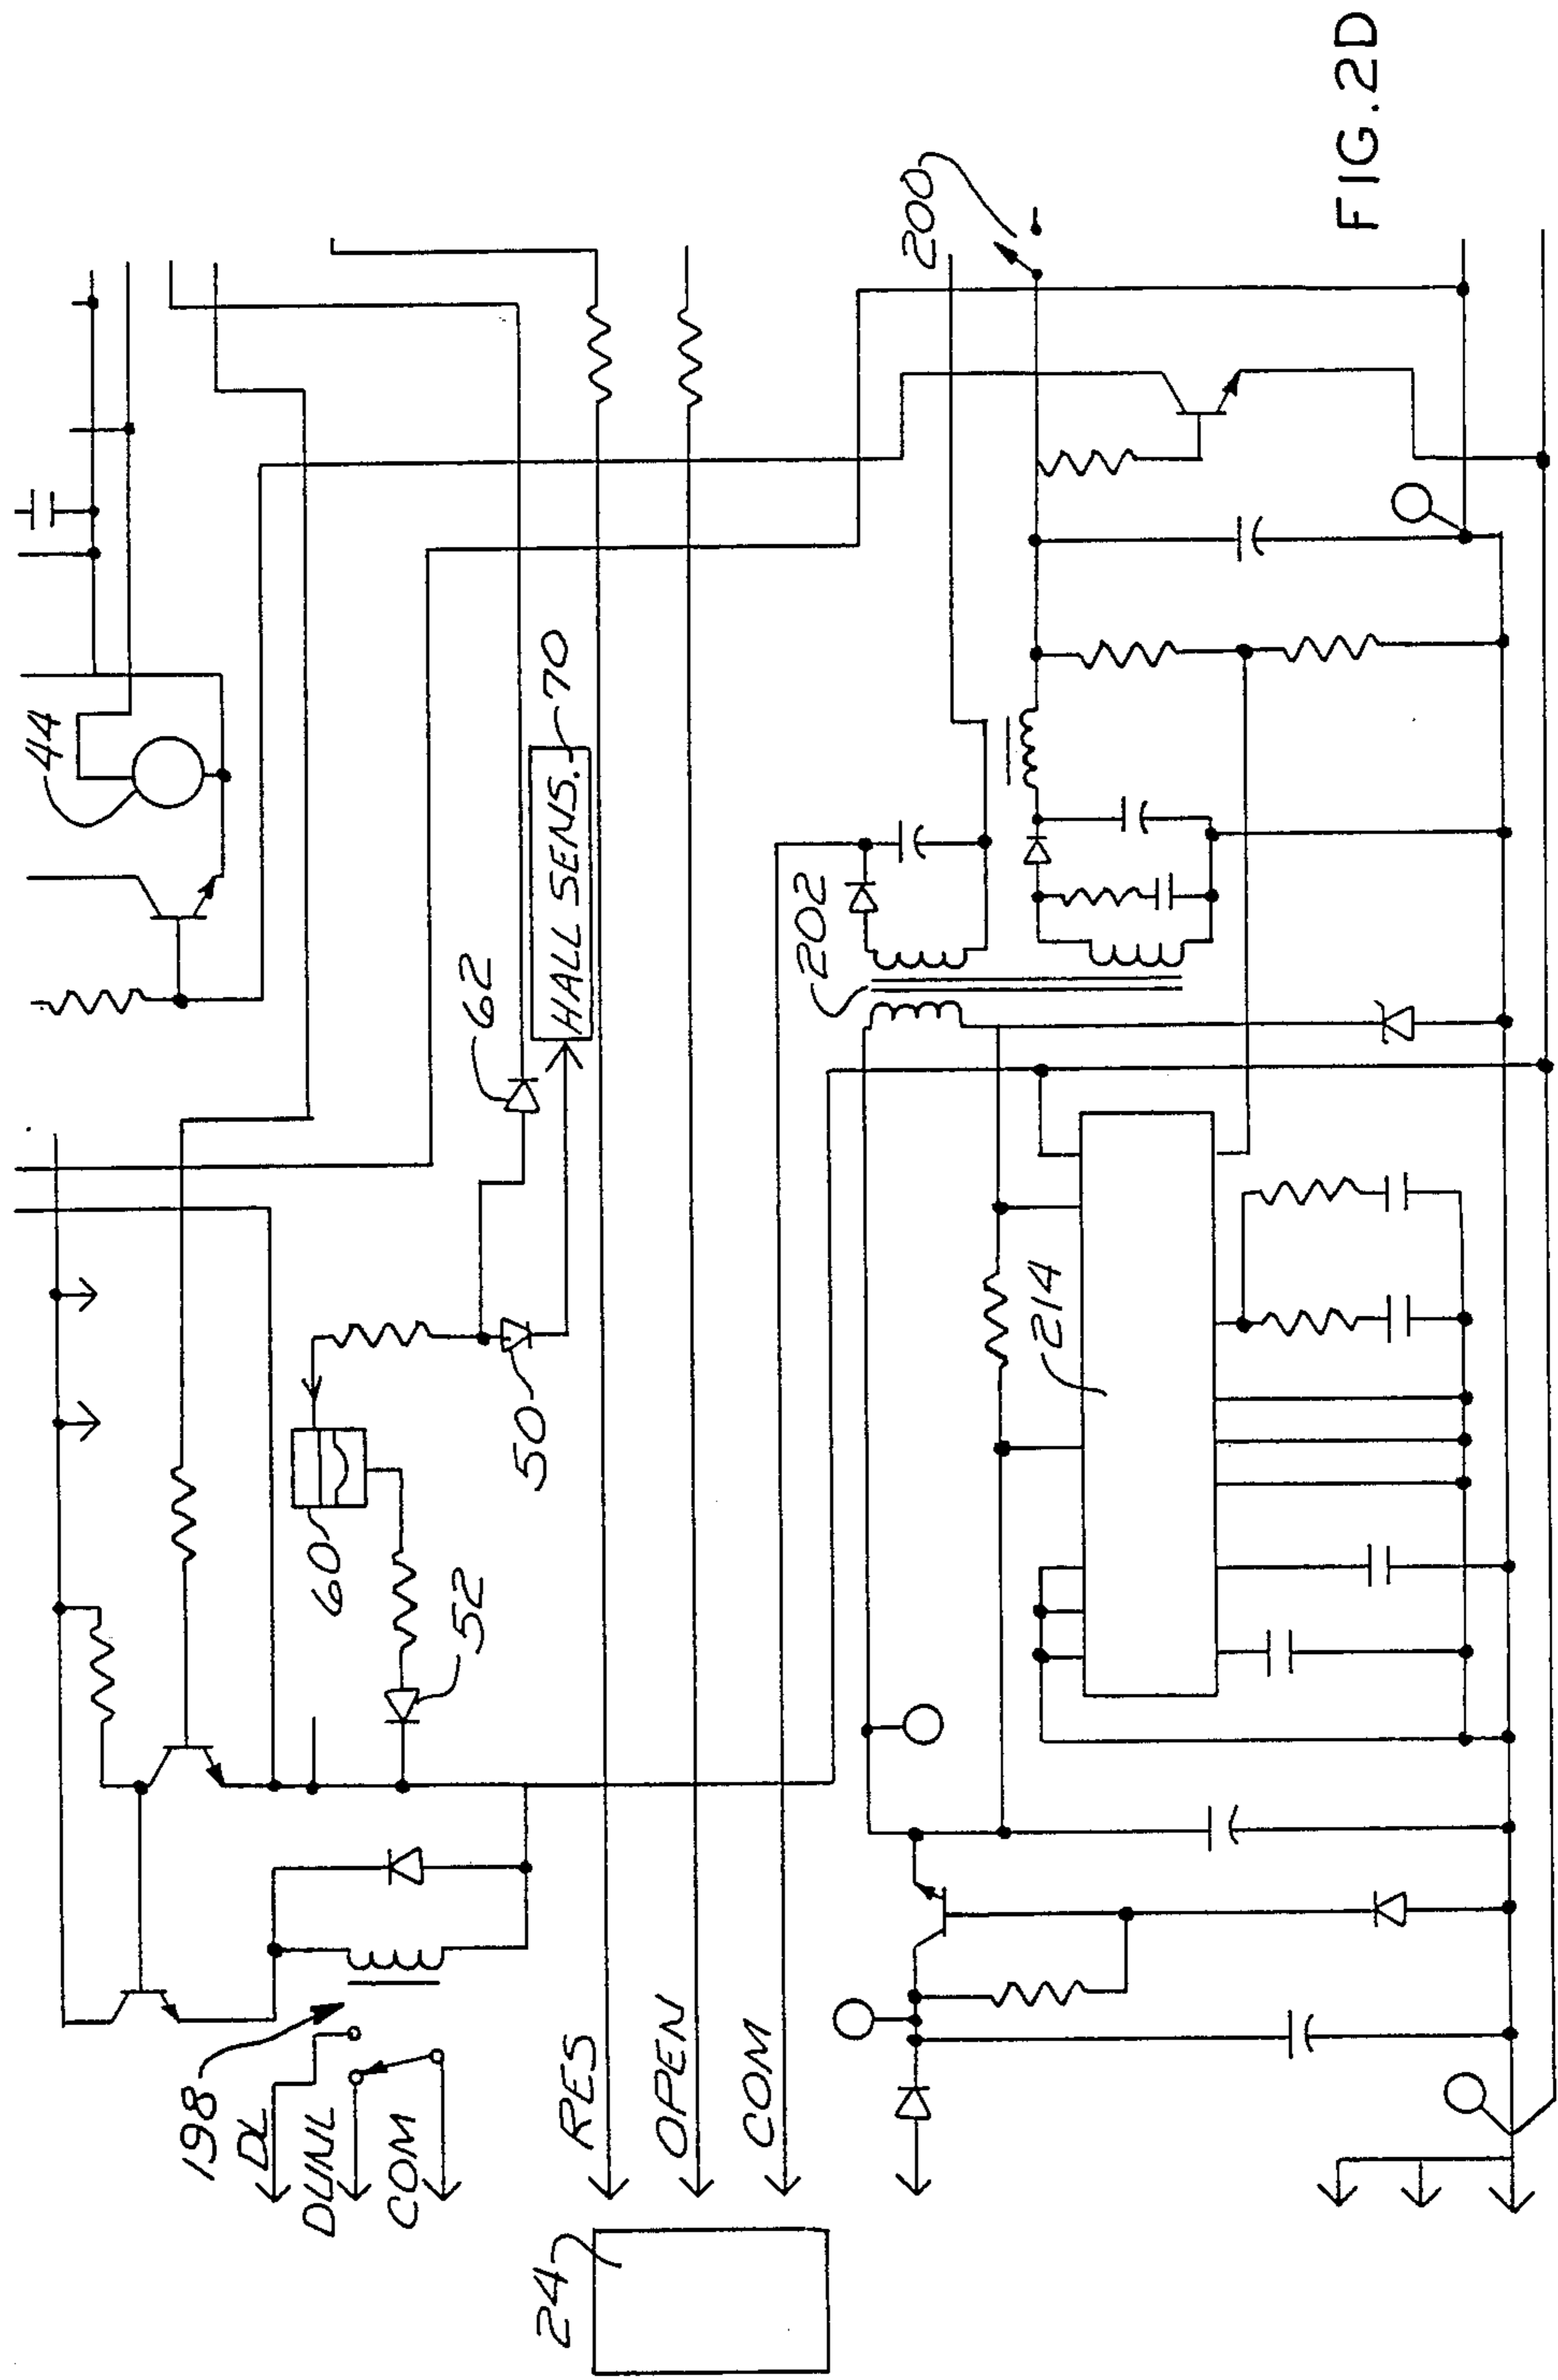 44
62
HALL SENS.
70
50
60
52
198
DL
DUNL
COM
RES
OPEN
COM
24
200
202
214
FIG.2D